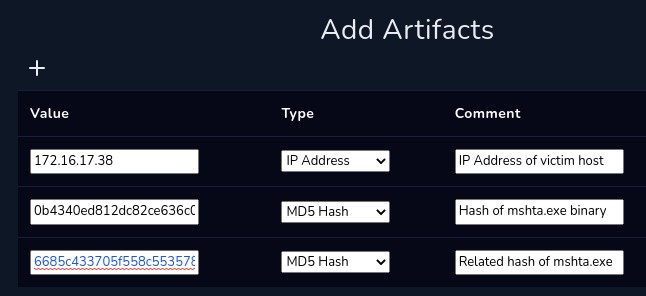 Add Artifacts
+
Value Type Comment
172.16.17.38 IP Address IP Address of victim host
0b4340ed812dc82ce636c0 MD5 Hash Hash of mshta.exe binary
6685c433705f558c553578 MD5 Hash Related hash of mshta.exe